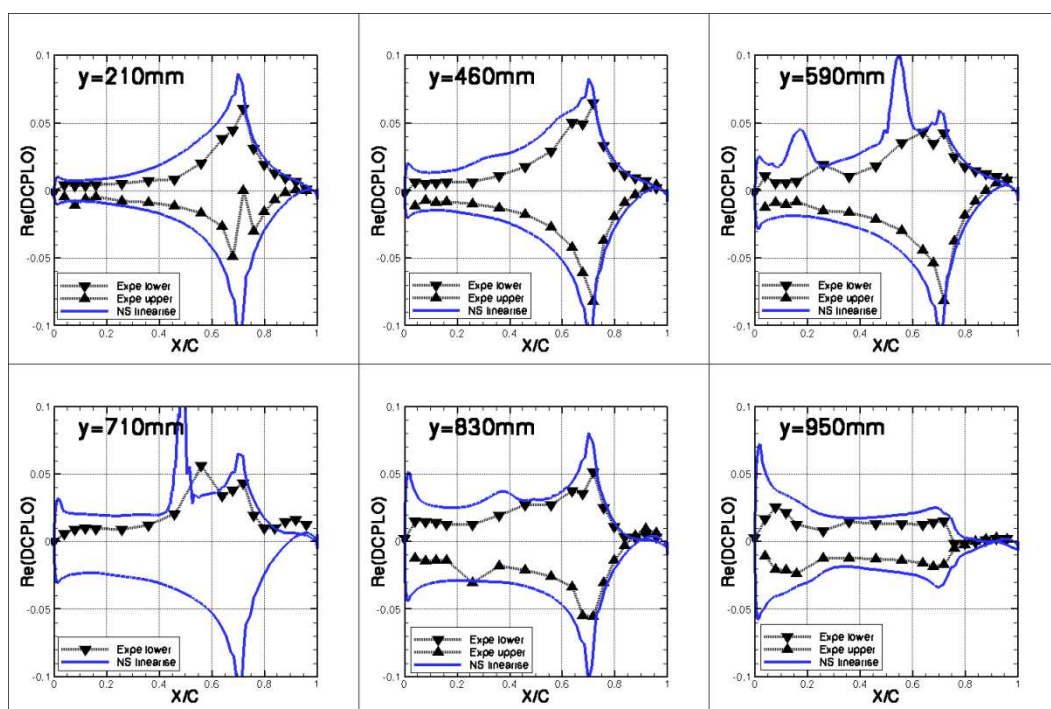 y=210mm
0.1
0.05
0
-0.05
-0.1
Re(DCPLO)
Expe lower
Expe upper
NS linearise
0 0.2 0.4 0.6 0.8 1
X/C
y=460mm
0.1
0.05
0
-0.05
-0.1
Re(DCPLO)
Expe lower
Expe upper
NS linearise
0 0.2 0.4 0.6 0.8 1
X/C
y=590mm
0.1
0.05
0
-0.05
-0.1
Re(DCPLO)
Expe lower
Expe upper
NS linearise
0 0.2 0.4 0.6 0.8 1
X/C
y=710mm
0.1
0.05
0
-0.05
-0.1
Re(DCPLO)
Expe lower
NS linearise
0 0.2 0.4 0.6 0.8 1
X/C
y=830mm
0.1
0.05
0
-0.05
-0.1
Re(DCPLO)
Expe lower
Expe upper
NS linearise
0 0.2 0.4 0.6 0.8 1
X/C
y=950mm
0.1
0.05
0
-0.05
-0.1
Re(DCPLO)
Expe lower
Expe upper
NS linearise
0 0.2 0.4 0.6 0.8 1
X/C